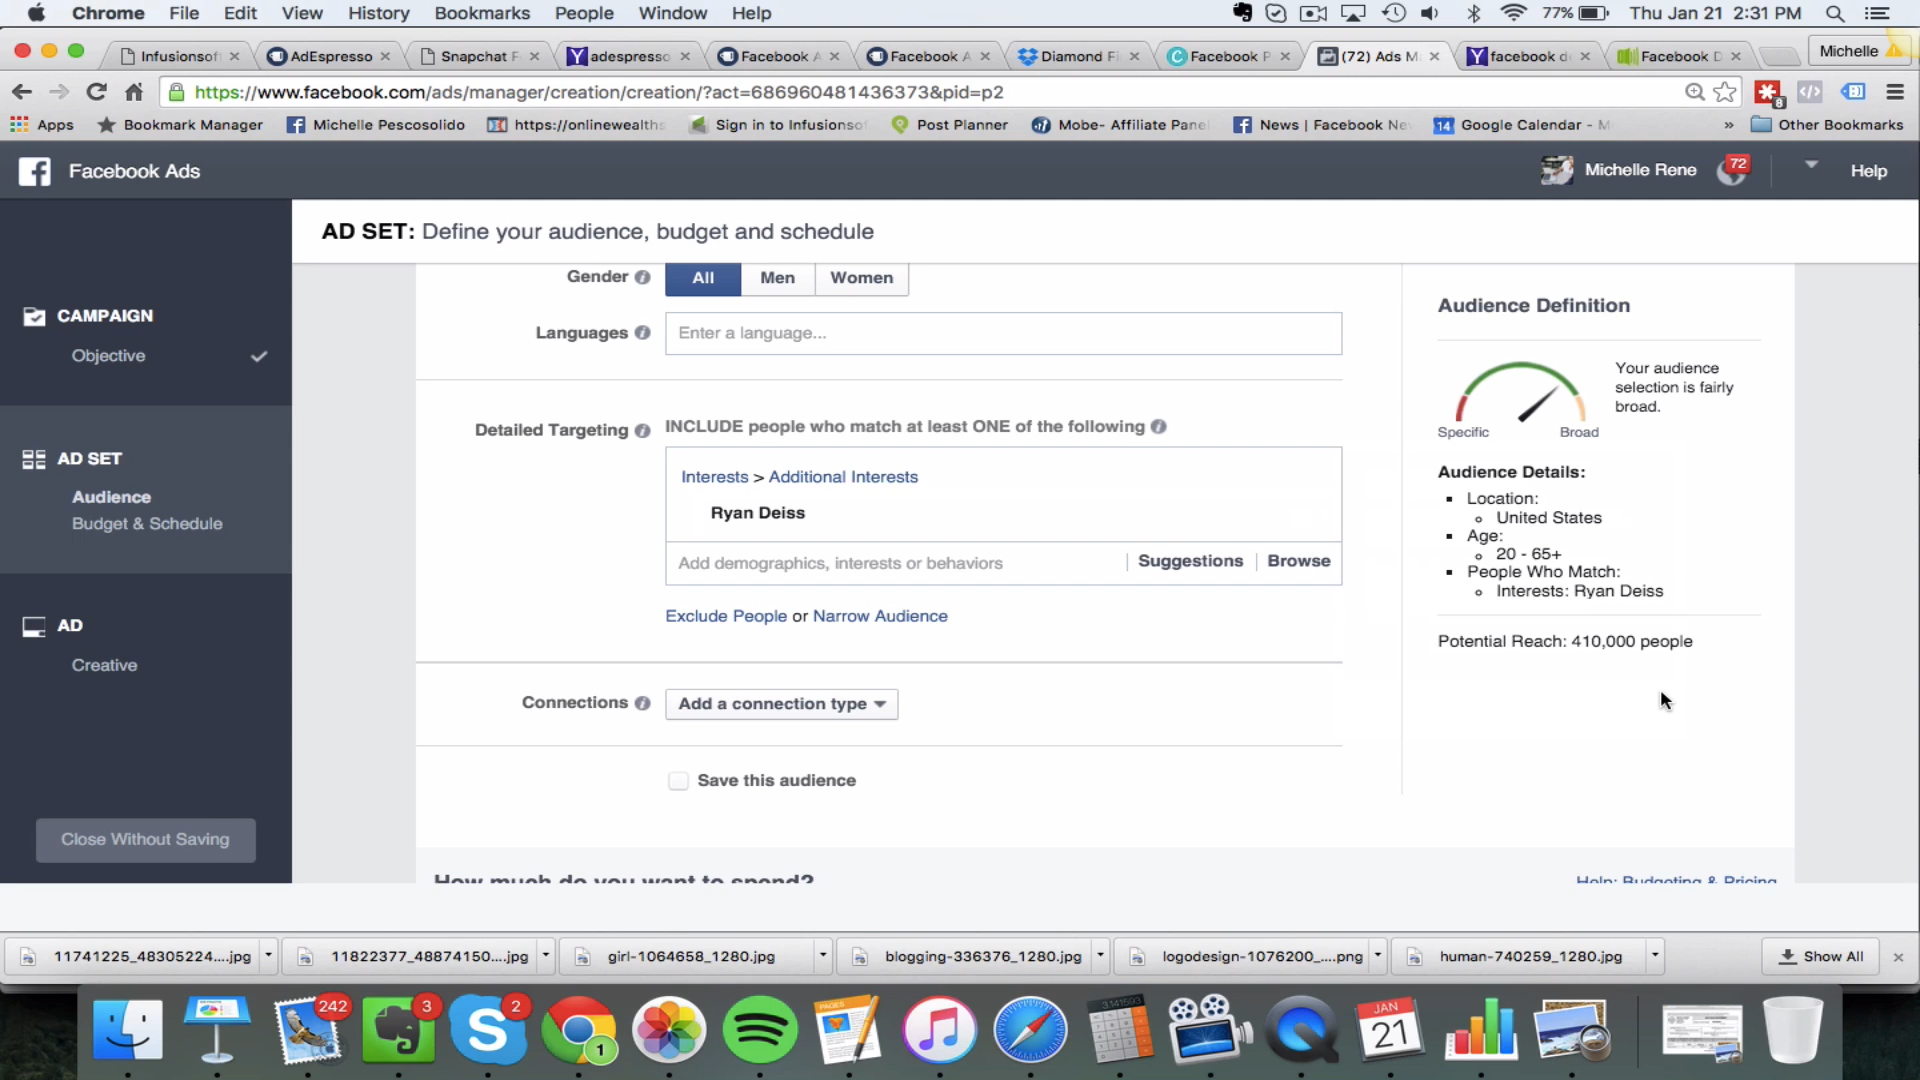 Chrome File Edit View History Bookmarks People Window Help 77% Thu Jan 21 2:31 PM
Infusionsof AdEspresso Snapchat F adespresso Facebook A Facebook A Diamond Fi Facebook P (72) Ads M facebook d Facebook D Michelle
https://www.facebook.com/ads/manager/creation/creation/?act=686960481436373&pid=p2 8
Apps Bookmark Manager Michelle Pescosolido https://onlinewealths Sign in to Infusionsof Post Planner Mobe- Affiliate Pane News | Facebook Ne 14 Google Calendar - M » Other Bookmarks
Facebook Ads Michelle Rene 72 Help
AD SET: Define your audience, budget and schedule
CAMPAIGN
Objective
AD SET
Audience
Budget & Schedule
AD
Creative
Close Without Saving
Gender All Men Women
Languages Enter a language...
Detailed Targeting INCLUDE people who match at least ONE of the following
Interests > Additional Interests
Ryan Deiss
Add demographics, interests or behaviors Suggestions Browse
Exclude People or Narrow Audience
Connections Add a connection type
Save this audience
How much do you want to spend? Help: Budgeting & Pricing
Audience Definition
Your audience
selection is fairly
broad.
Specific Broad
Audience Details:
Location:
United States
Age:
20 - 65+
People Who Match:
Interests: Ryan Deiss
Potential Reach: 410,000 people
11741225_48305224....jpg 11822377_48874150....jpg girl-1064658_1280.jpg blogging-336376_1280.jpg logodesign-1076200_....png human-740259_1280.jpg Show All
242 3 2 1 PAGES 3.141593 JAN
21